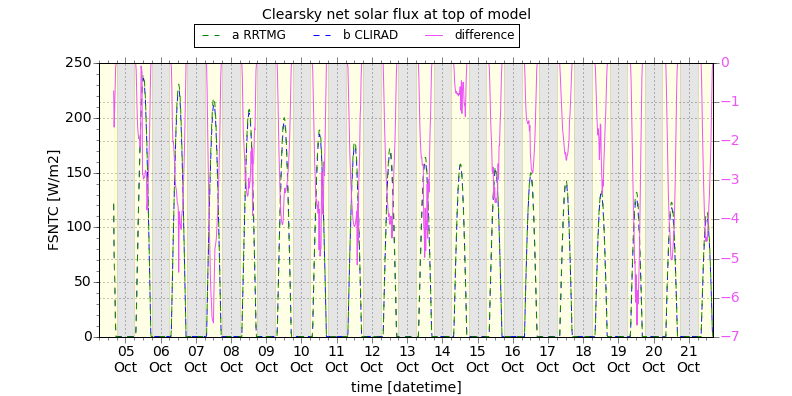 Clearsky net solar flux at top of model
a RRTMG b CLIRAD difference
250
200
150
100
50
0
FSNTC [W/m2]
0
−1
−2
−3
−4
−5
−6
−7
05 06 07 08 09 10 11 12 13 14 15 16 17 18 19 20 21
Oct Oct Oct Oct Oct Oct Oct Oct Oct Oct Oct Oct Oct Oct Oct Oct Oct
time [datetime]